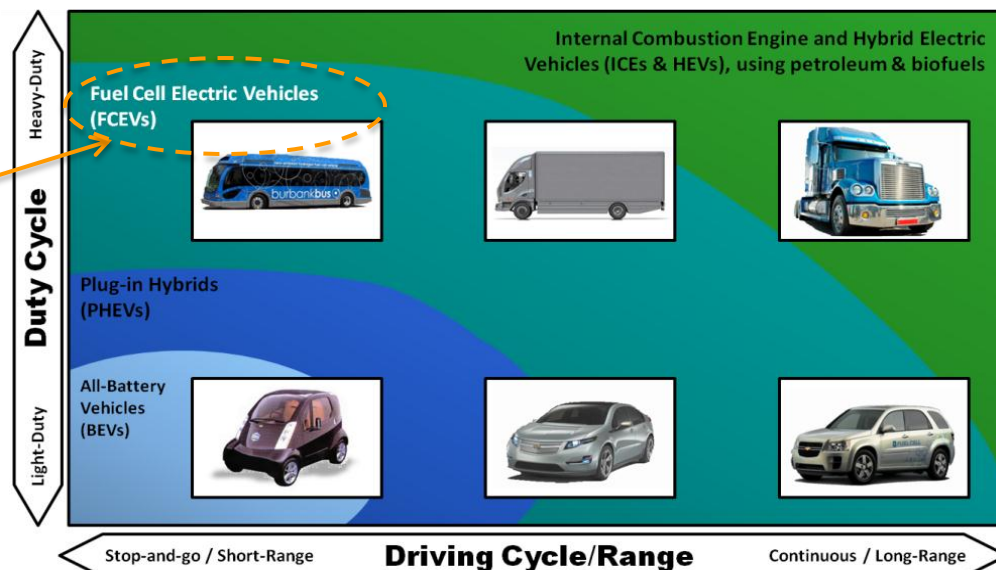 Internal Combustion Engine and Hybrid Electric
Vehicles (ICEs & HEVs), using petroleum & biofuels
Fuel Cell Electric Vehicles
(FCEVs)
burbankbus
Plug-in Hybrids
(PHEVs)
All-Battery
Vehicles
(BEVs)
FUEL CELL
Heavy-Duty
Duty Cycle
Light-Duty
Stop-and-go / Short-Range
Driving Cycle/Range
Continuous / Long-Range